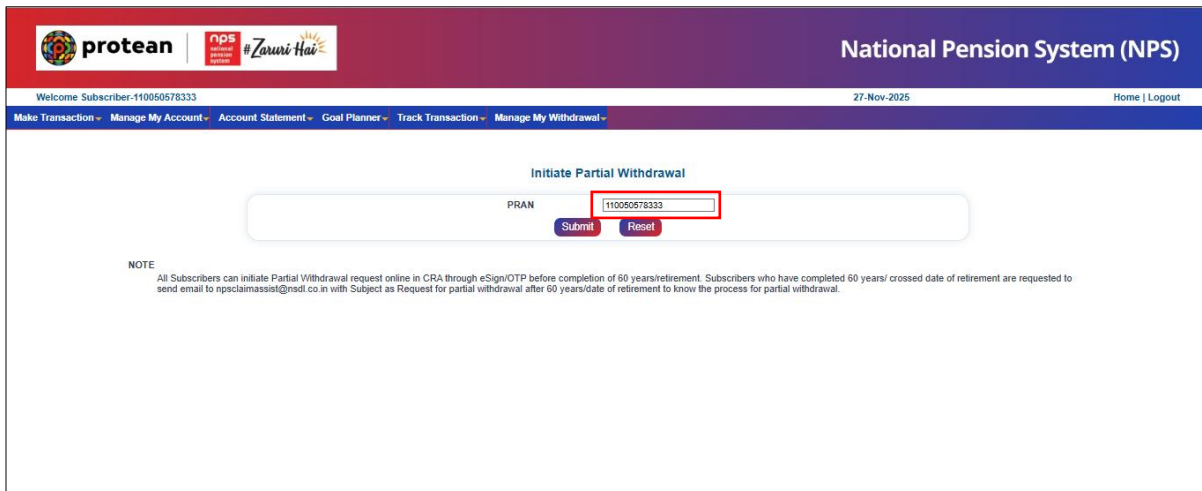 protean
nps
national
pension
system
#Zaruri Hai
National Pension System (NPS)
Welcome Subscriber-110050578333
27-Nov-2025
Home | Logout
Make Transaction Manage My Account Account Statement Goal Planner Track Transaction Manage My Withdrawal
Initiate Partial Withdrawal
PRAN 110050578333
Submit Reset
NOTE
All Subscribers can initiate Partial Withdrawal request online in CRA through eSign/OTP before completion of 60 years/retirement. Subscribers who have completed 60 years/ crossed date of retirement are requested to
send email to npsclaimassist@nsdl.co.in with Subject as Request for partial withdrawal after 60 years/date of retirement to know the process for partial withdrawal.